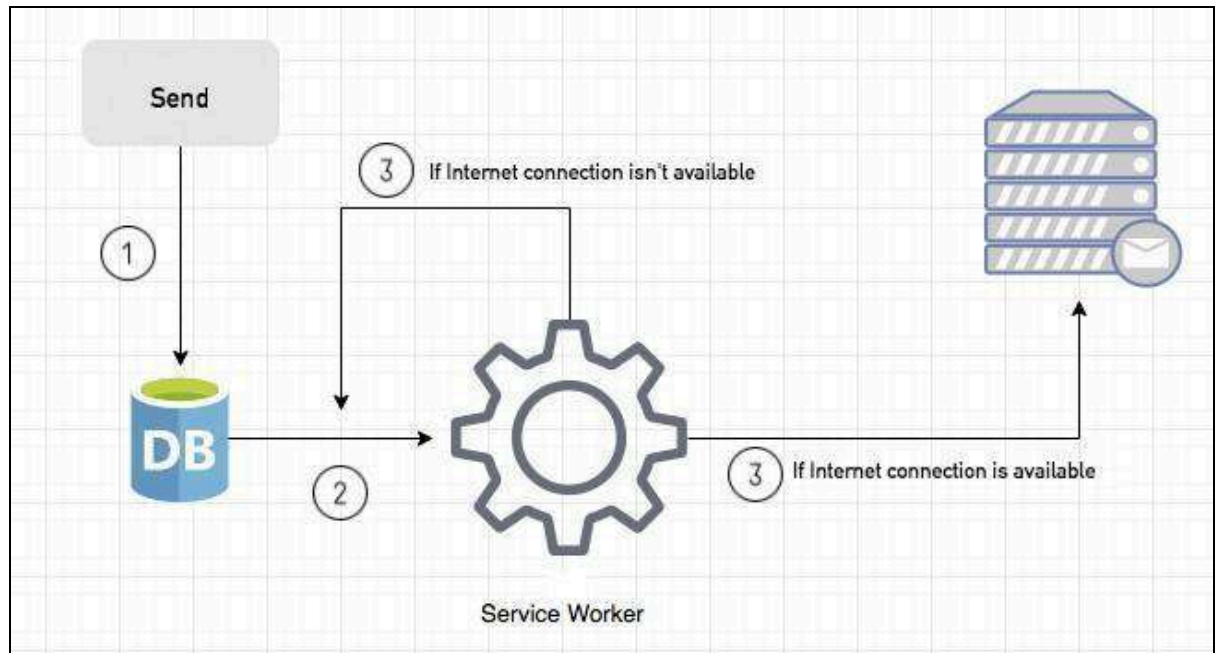 Send
3 If Internet connection isn't available
1
DB
2
3 If Internet connection is available
Service Worker